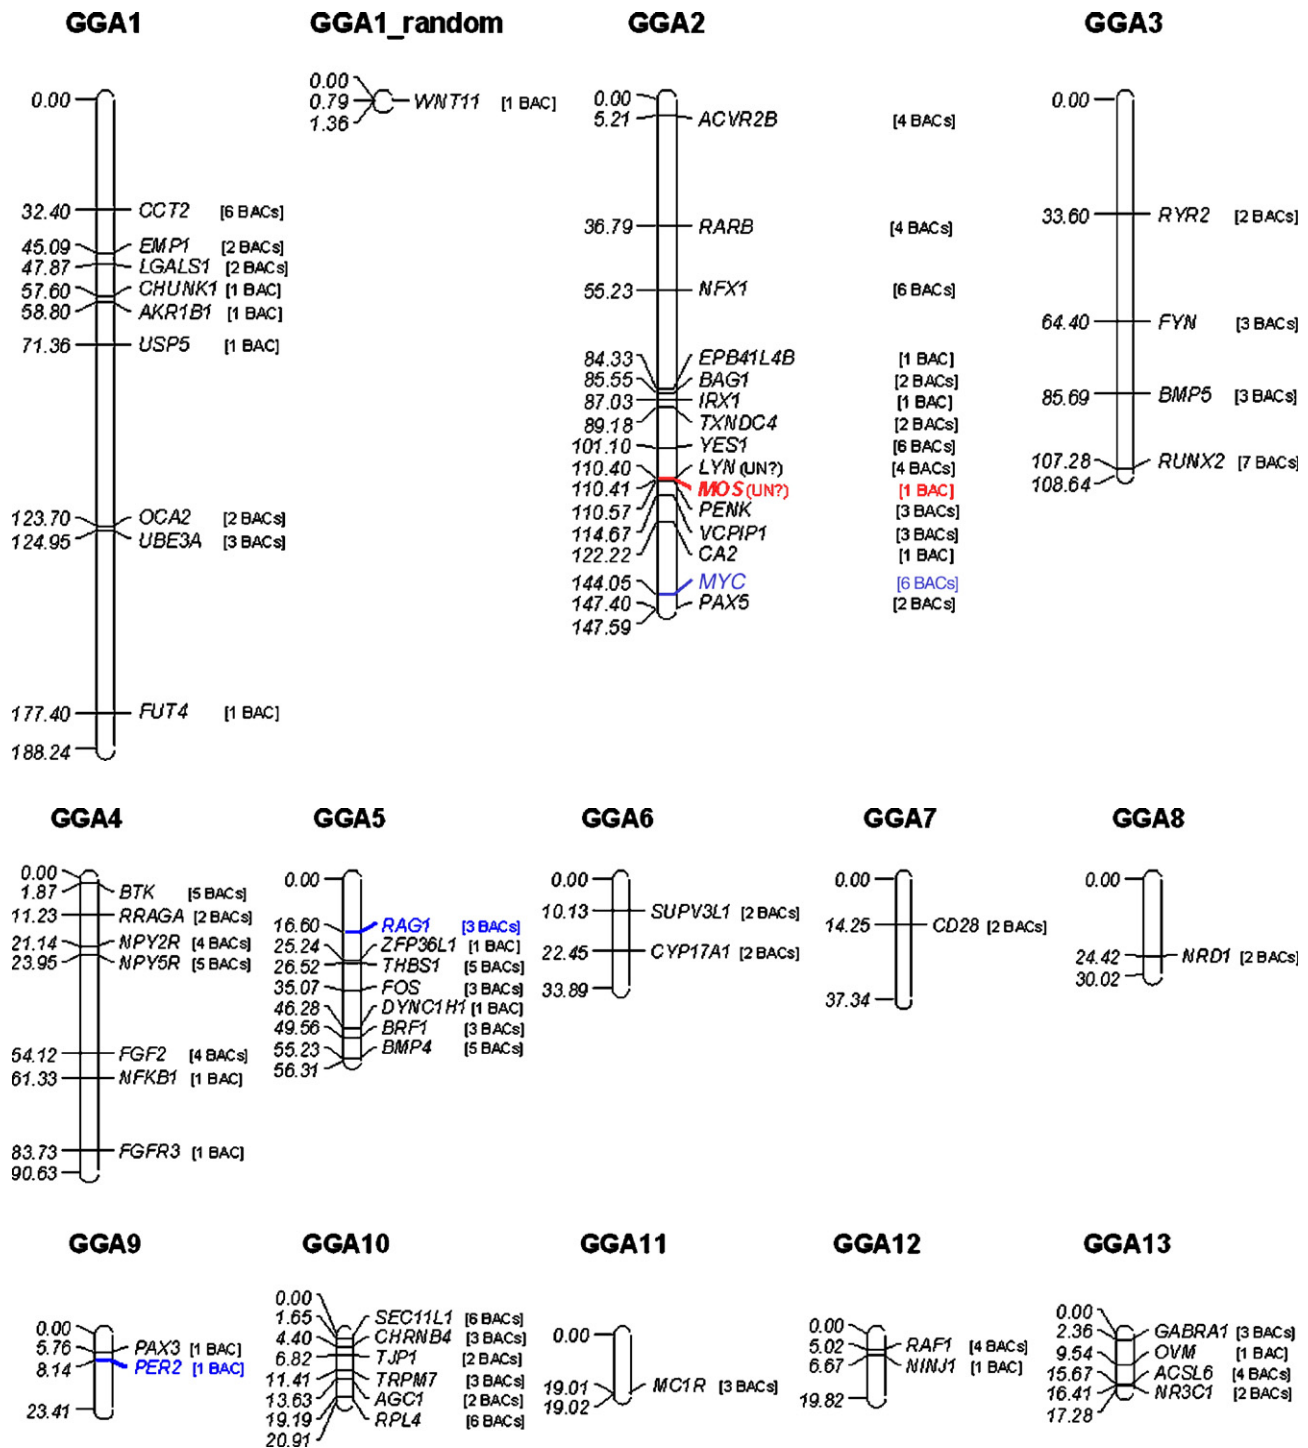 GGA1 GGA1_random GGA2 GGA3
0.00
32.40 CCT2 [6 BACs]
45.09 EMP1 [2 BACs]
47.87 LGALS1 [2 BACs]
57.60 CHUNK1 [1 BAC]
58.80 AKR1B1 [1 BAC]
71.36 USP5 [1 BAC]
123.70 OCA2 [2 BACs]
124.95 UBE3A [3 BACs]
177.40 FUT4 [1 BAC]
188.24
0.00
0.79 WNT11 [1 BAC]
1.36
0.00
5.21 ACVR2B [4 BACs]
36.79 RARB [4 BACs]
55.23 NFX1 [6 BACs]
84.33 EPB41L4B [1 BAC]
85.55 BAG1 [2 BACs]
87.03 IRX1 [1 BAC]
89.18 TXNDC4 [2 BACs]
101.10 YES1 [6 BACs]
110.40 LYN (UN?) [4 BACs]
110.41 MOS (UN?) [1 BAC]
110.57 PENK [3 BACs]
114.67 VCPIP1 [3 BACs]
122.22 CA2 [1 BAC]
144.05 MYC [6 BACs]
147.40 PAX5 [2 BACs]
147.59
0.00
33.60 RYR2 [2 BACs]
64.40 FYN [3 BACs]
85.69 BMP5 [3 BACs]
107.28 RUNX2 [7 BACs]
108.64
GGA4 GGA5 GGA6 GGA7 GGA8
0.00
1.87 BTK [5 BACs]
11.23 RRAGA [2 BACs]
21.14 NPY2R [4 BACs]
23.95 NPY5R [5 BACs]
54.12 FGF2 [4 BACs]
61.33 NFKB1 [1 BAC]
83.73 FGFR3 [1 BAC]
90.63
0.00
16.60 RAG1 [3 BACs]
25.24 ZFP36L1 [1 BAC]
26.52 THBS1 [5 BACs]
35.07 FOS [3 BACs]
46.28 DYNC1H1 [1 BAC]
49.56 BRF1 [3 BACs]
55.23 BMP4 [5 BACs]
56.31
0.00
10.13 SUPV3L1 [2 BACs]
22.45 CYP17A1 [2 BACs]
33.89
0.00
14.25 CD28 [2 BACs]
37.34
0.00
24.42 NRD1 [2 BACs]
30.02
GGA9 GGA10 GGA11 GGA12 GGA13
0.00
5.76 PAX3 [1 BAC]
8.14 PER2 [1 BAC]
23.41
0.00
1.65 SEC11L1 [6 BACs]
4.40 CHRNB4 [3 BACs]
6.82 TJP1 [2 BACs]
11.41 TRPM7 [3 BACs]
13.63 AGC1 [2 BACs]
19.19 RPL4 [6 BACs]
20.91
0.00
19.01 MC1R [3 BACs]
19.02
0.00
5.02 RAF1 [4 BACs]
6.67 NINJ1 [1 BAC]
19.82
0.00
2.36 GABRA1 [3 BACs]
9.54 OVM [1 BAC]
15.67 ACSL6 [4 BACs]
16.41 NR3C1 [2 BACs]
17.28